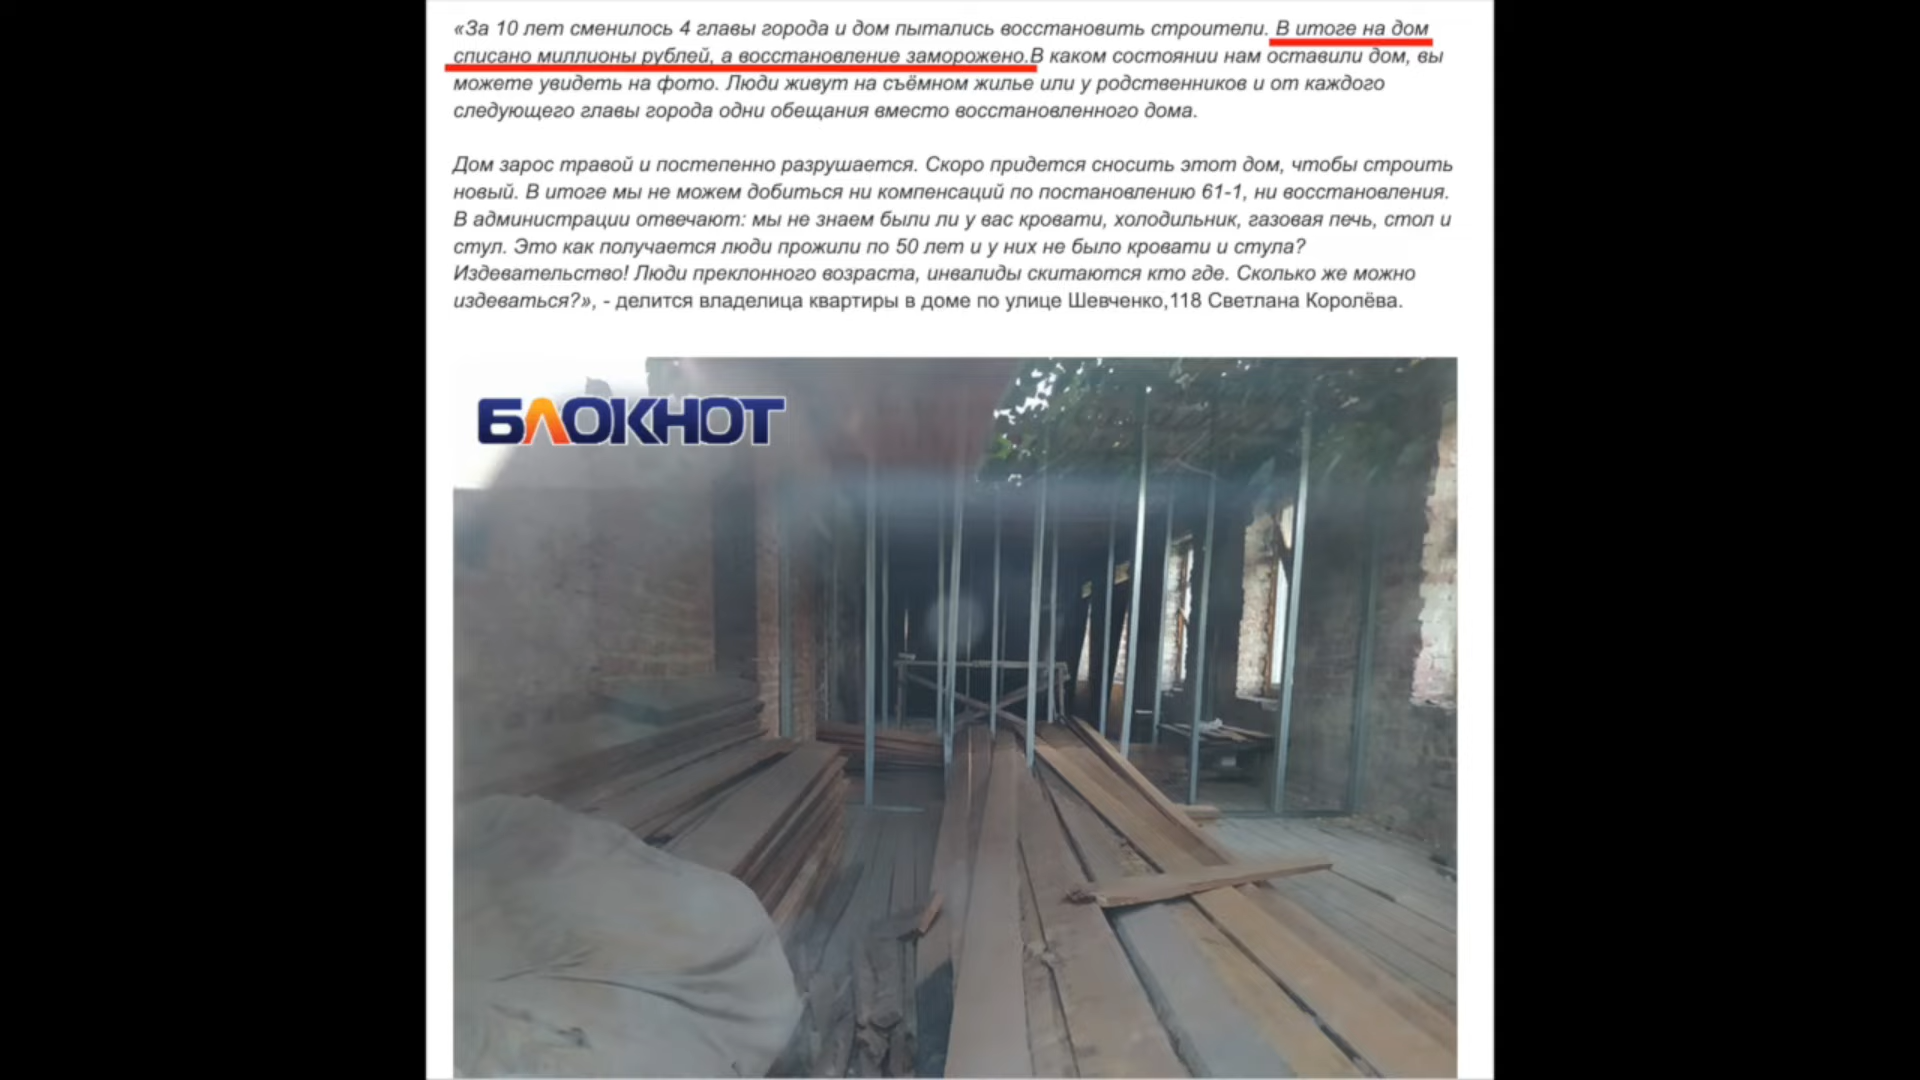 «За 10 лет сменилось 4 главы города и дом пытались восстановить строители. В итоге на дом
списано миллионы рублей, а восстановление заморожено.В каком состоянии нам оставили дом, вы
можете увидеть на фото. Люди живут на съёмном жилье или у родственников и от каждого
следующего главы города одни обещания вместо восстановленного дома.
Дом зарос травой и постепенно разрушается. Скоро придется сносить этот дом, чтобы строить
новый. В итоге мы не можем добиться ни компенсаций по постановлению 61-1, ни восстановления.
В администрации отвечают: мы не знаем были ли у вас кровати, холодильник, газовая печь, стол и
стул. Это как получается люди прожили по 50 лет и у них не было кровати и стула?
Издевательство! Люди преклонного возраста, инвалиды скитаются кто где. Сколько же можно
издеваться?», - делится владелица квартиры в доме по улице Шевченко,118 Светлана Королёва.
БЛОКНОТ